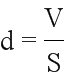 d = V/S